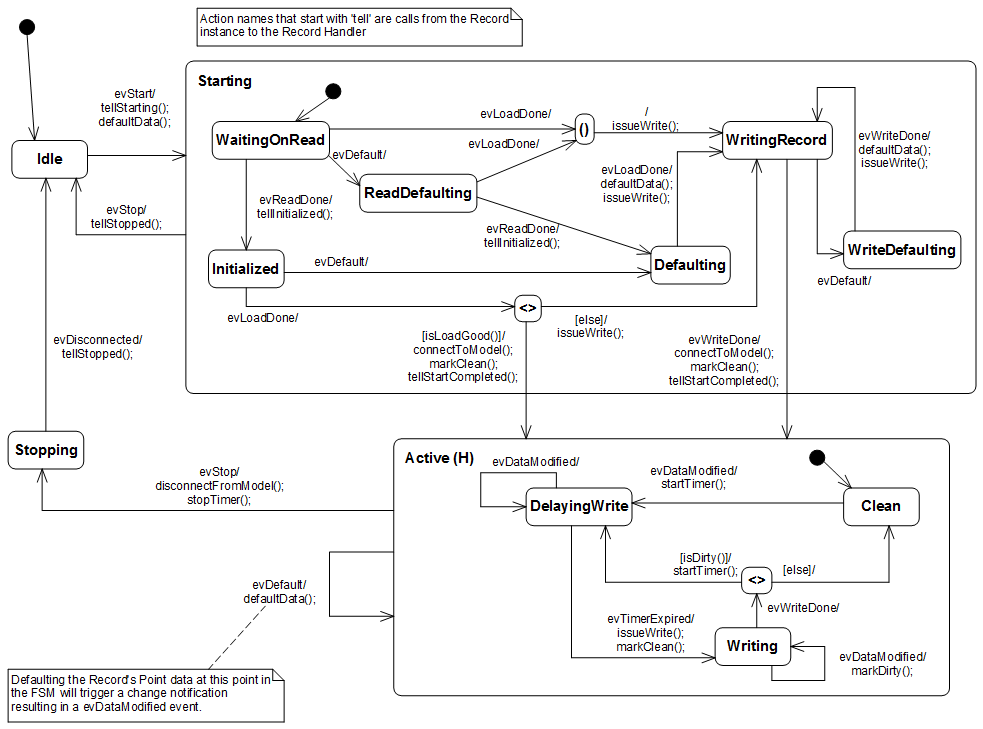 Action names that start with 'tell' are calls from the Record
instance to the Record Handler
Starting
evStart/
tellStarting();
defaultData();
Idle
evStop/
tellStopped();
WaitingOnRead
evLoadDone/
()
/
issueWrite();
WritingRecord
evWriteDone/
defaultData();
issueWrite();
evDefault/
evLoadDone/
ReadDefaulting
evLoadDone/
defaultData();
issueWrite();
evReadDone/
tellInitialized();
evReadDone/
tellInitialized();
WriteDefaulting
evDefault/
Initialized
evDefault/
Defaulting
evLoadDone/
<>
[else]/
issueWrite();
[isLoadGood()]/
connectToModel();
markClean();
tellStartCompleted();
evWriteDone/
connectToModel();
markClean();
tellStartCompleted();
evDisconnected/
tellStopped();
Stopping
evStop/
disconnectFromModel();
stopTimer();
Active (H)
evDataModified/
DelayingWrite
evDataModified/
startTimer();
Clean
[isDirty()]/
startTimer();
<>
[else]/
evWriteDone/
evTimerExpired/
issueWrite();
markClean();
Writing
evDataModified/
markDirty();
evDefault/
defaultData();
Defaulting the Record's Point data at this point in
the FSM will trigger a change notification
resulting in a evDataModified event.